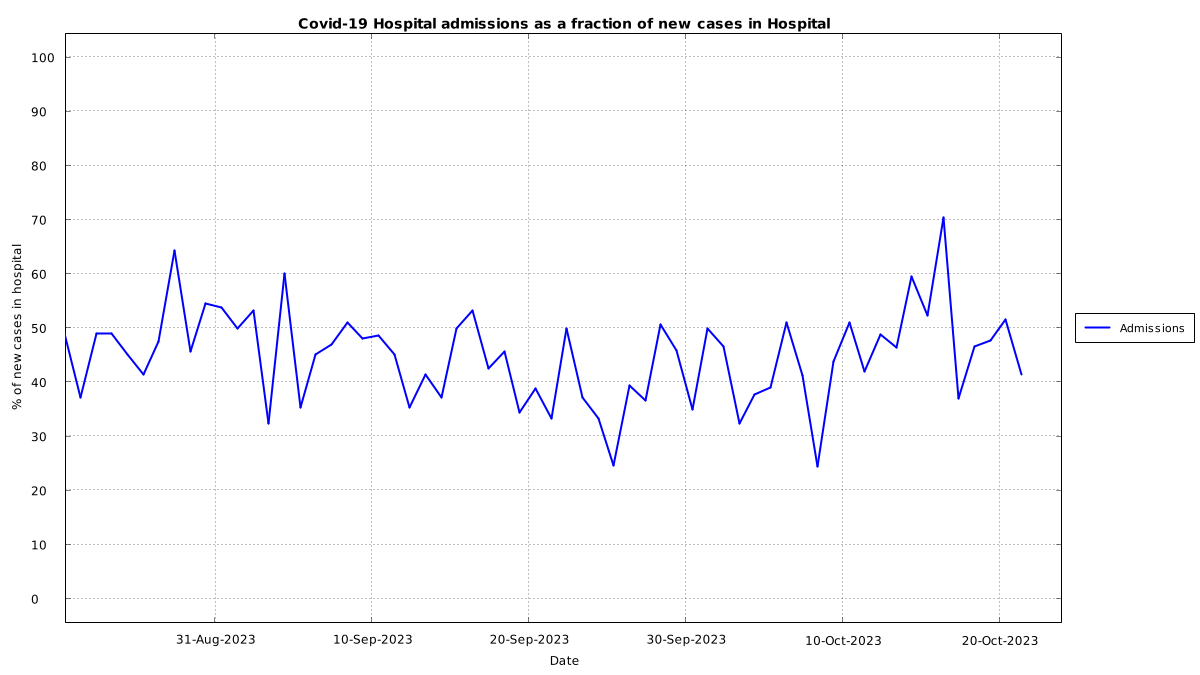 Covid-19 Hospital admissions as a fraction of new cases in Hospital
100
90
80
70
60
50
40
30
20
10
0
% of new cases in hospital
Admissions
31-Aug-2023 10-Sep-2023 20-Sep-2023 30-Sep-2023 10-Oct-2023 20-Oct-2023
Date